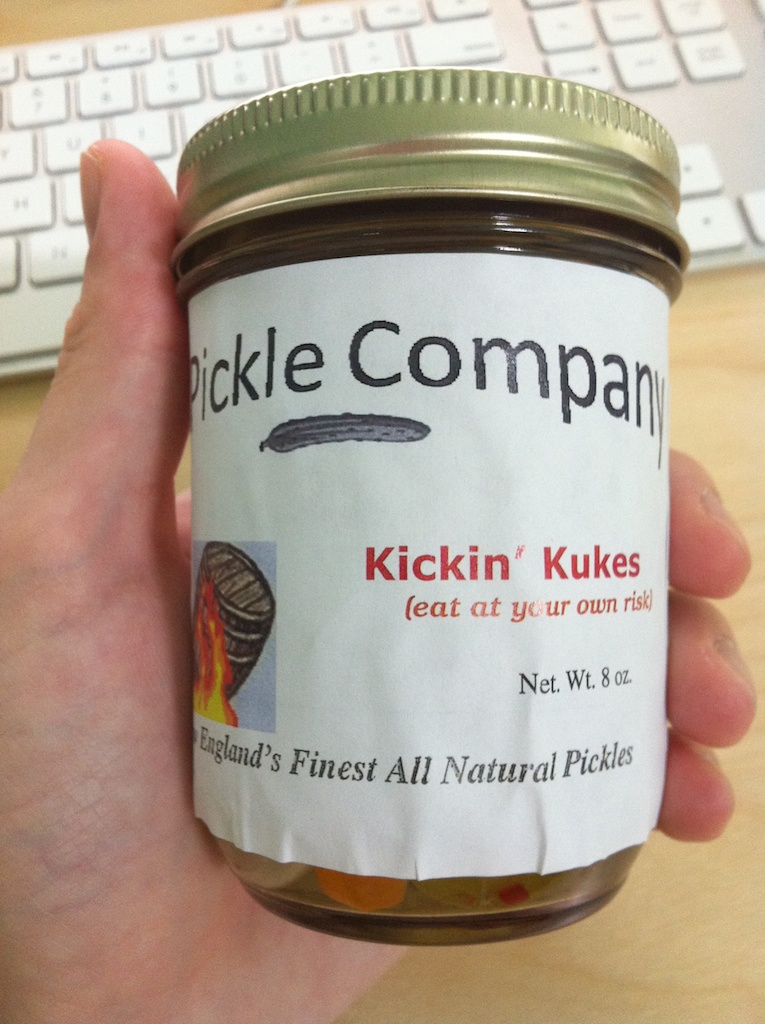 Pickle Company
Kickin' Kukes
(eat at your own risk)
Net. Wt. 8 oz.
England's Finest All Natural Pickles